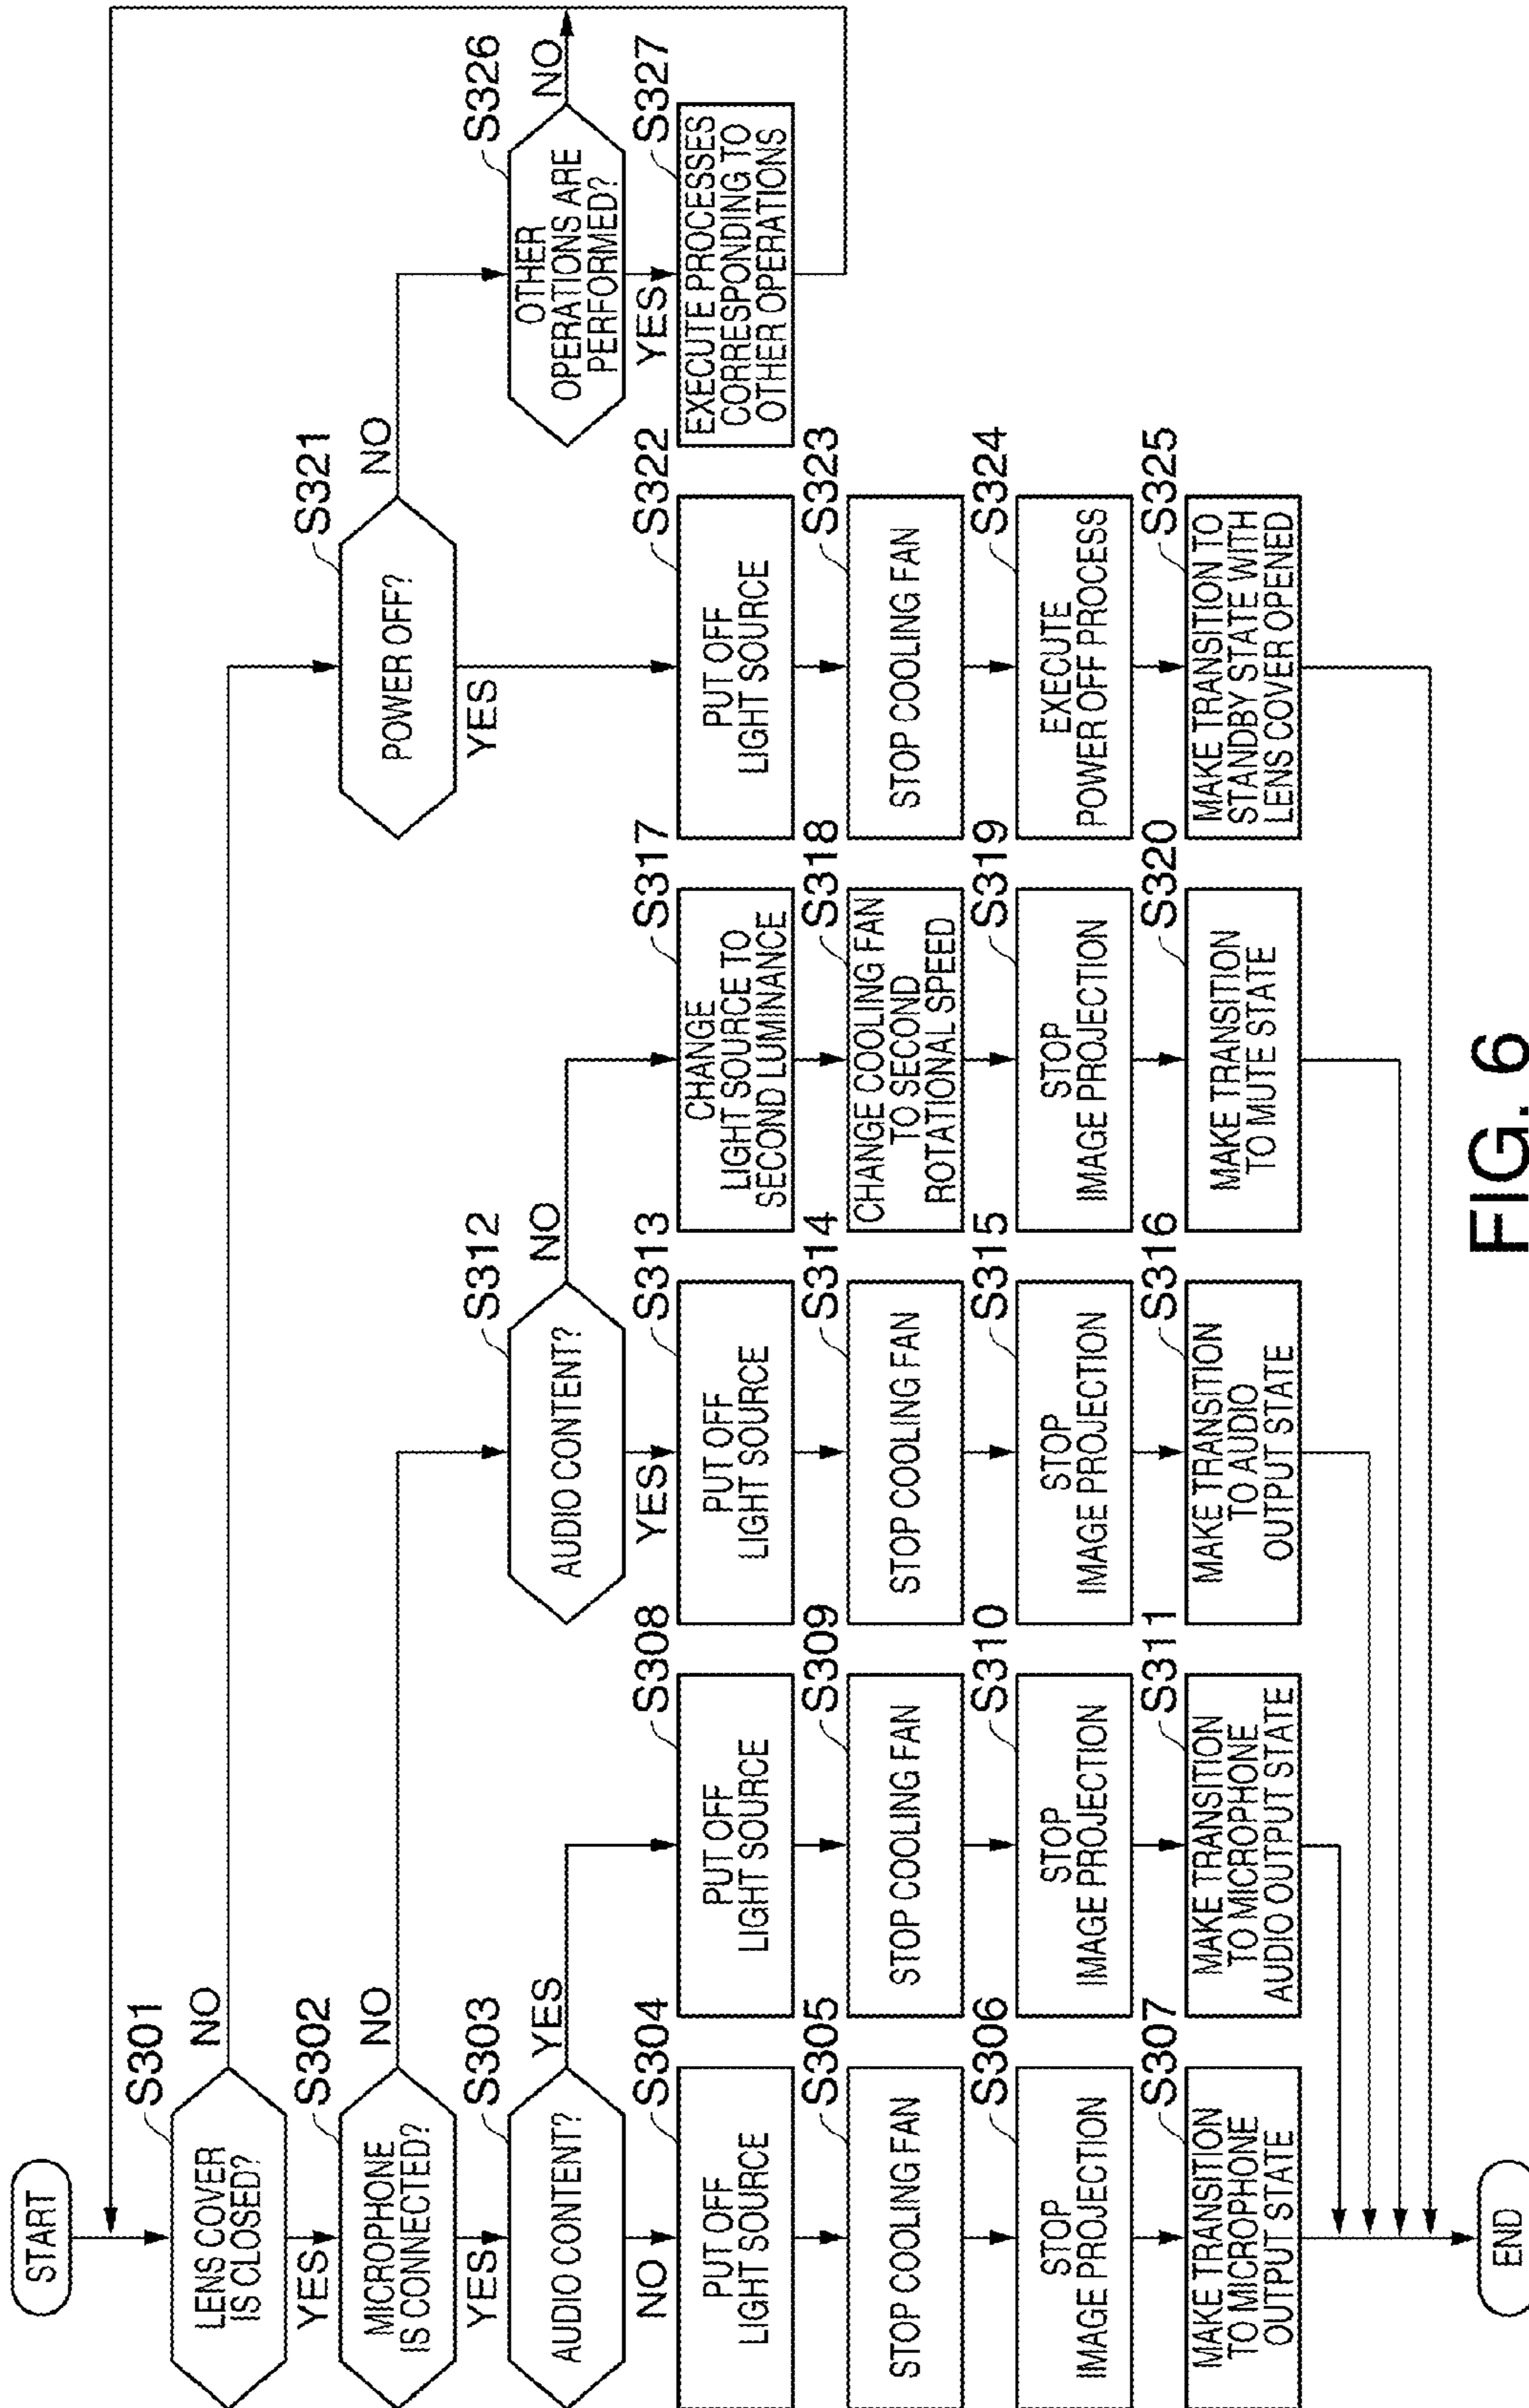 START
S301
LENS COVER
IS CLOSED?
NO
YES
S302
MICROPHONE
IS CONNECTED?
NO
YES
S303
AUDIO CONTENT?
YES
NO
S304
PUT OFF
LIGHT SOURCE
S305
STOP COOLING FAN
S306
STOP
IMAGE PROJECTION
S307
MAKE TRANSITION
TO MICROPHONE
OUTPUT STATE
S308
PUT OFF
LIGHT SOURCE
S309
STOP COOLING FAN
S310
STOP
IMAGE PROJECTION
S311
MAKE TRANSITION
TO MICROPHONE
AUDIO OUTPUT STATE
S312
AUDIO CONTENT?
NO
YES
S313
PUT OFF
LIGHT SOURCE
S314
STOP COOLING FAN
S315
STOP
IMAGE PROJECTION
S316
MAKE TRANSITION
TO AUDIO
OUTPUT STATE
S317
CHANGE
LIGHT SOURCE TO
SECOND LUMINANCE
S318
CHANGE COOLING FAN
TO SECOND
ROTATIONAL SPEED
S319
STOP
IMAGE PROJECTION
S320
MAKE TRANSITION
TO MUTE STATE
S321
POWER OFF?
NO
YES
S322
PUT OFF
LIGHT SOURCE
S323
STOP COOLING FAN
S324
EXECUTE
POWER OFF PROCESS
S325
MAKE TRANSITION TO
STANDBY STATE WITH
LENS COVER OPENED
S326
OTHER
OPERATIONS ARE
PERFORMED?
NO
YES
S327
EXECUTE PROCESSES
CORRESPONDING TO
OTHER OPERATIONS
END
FIG. 6